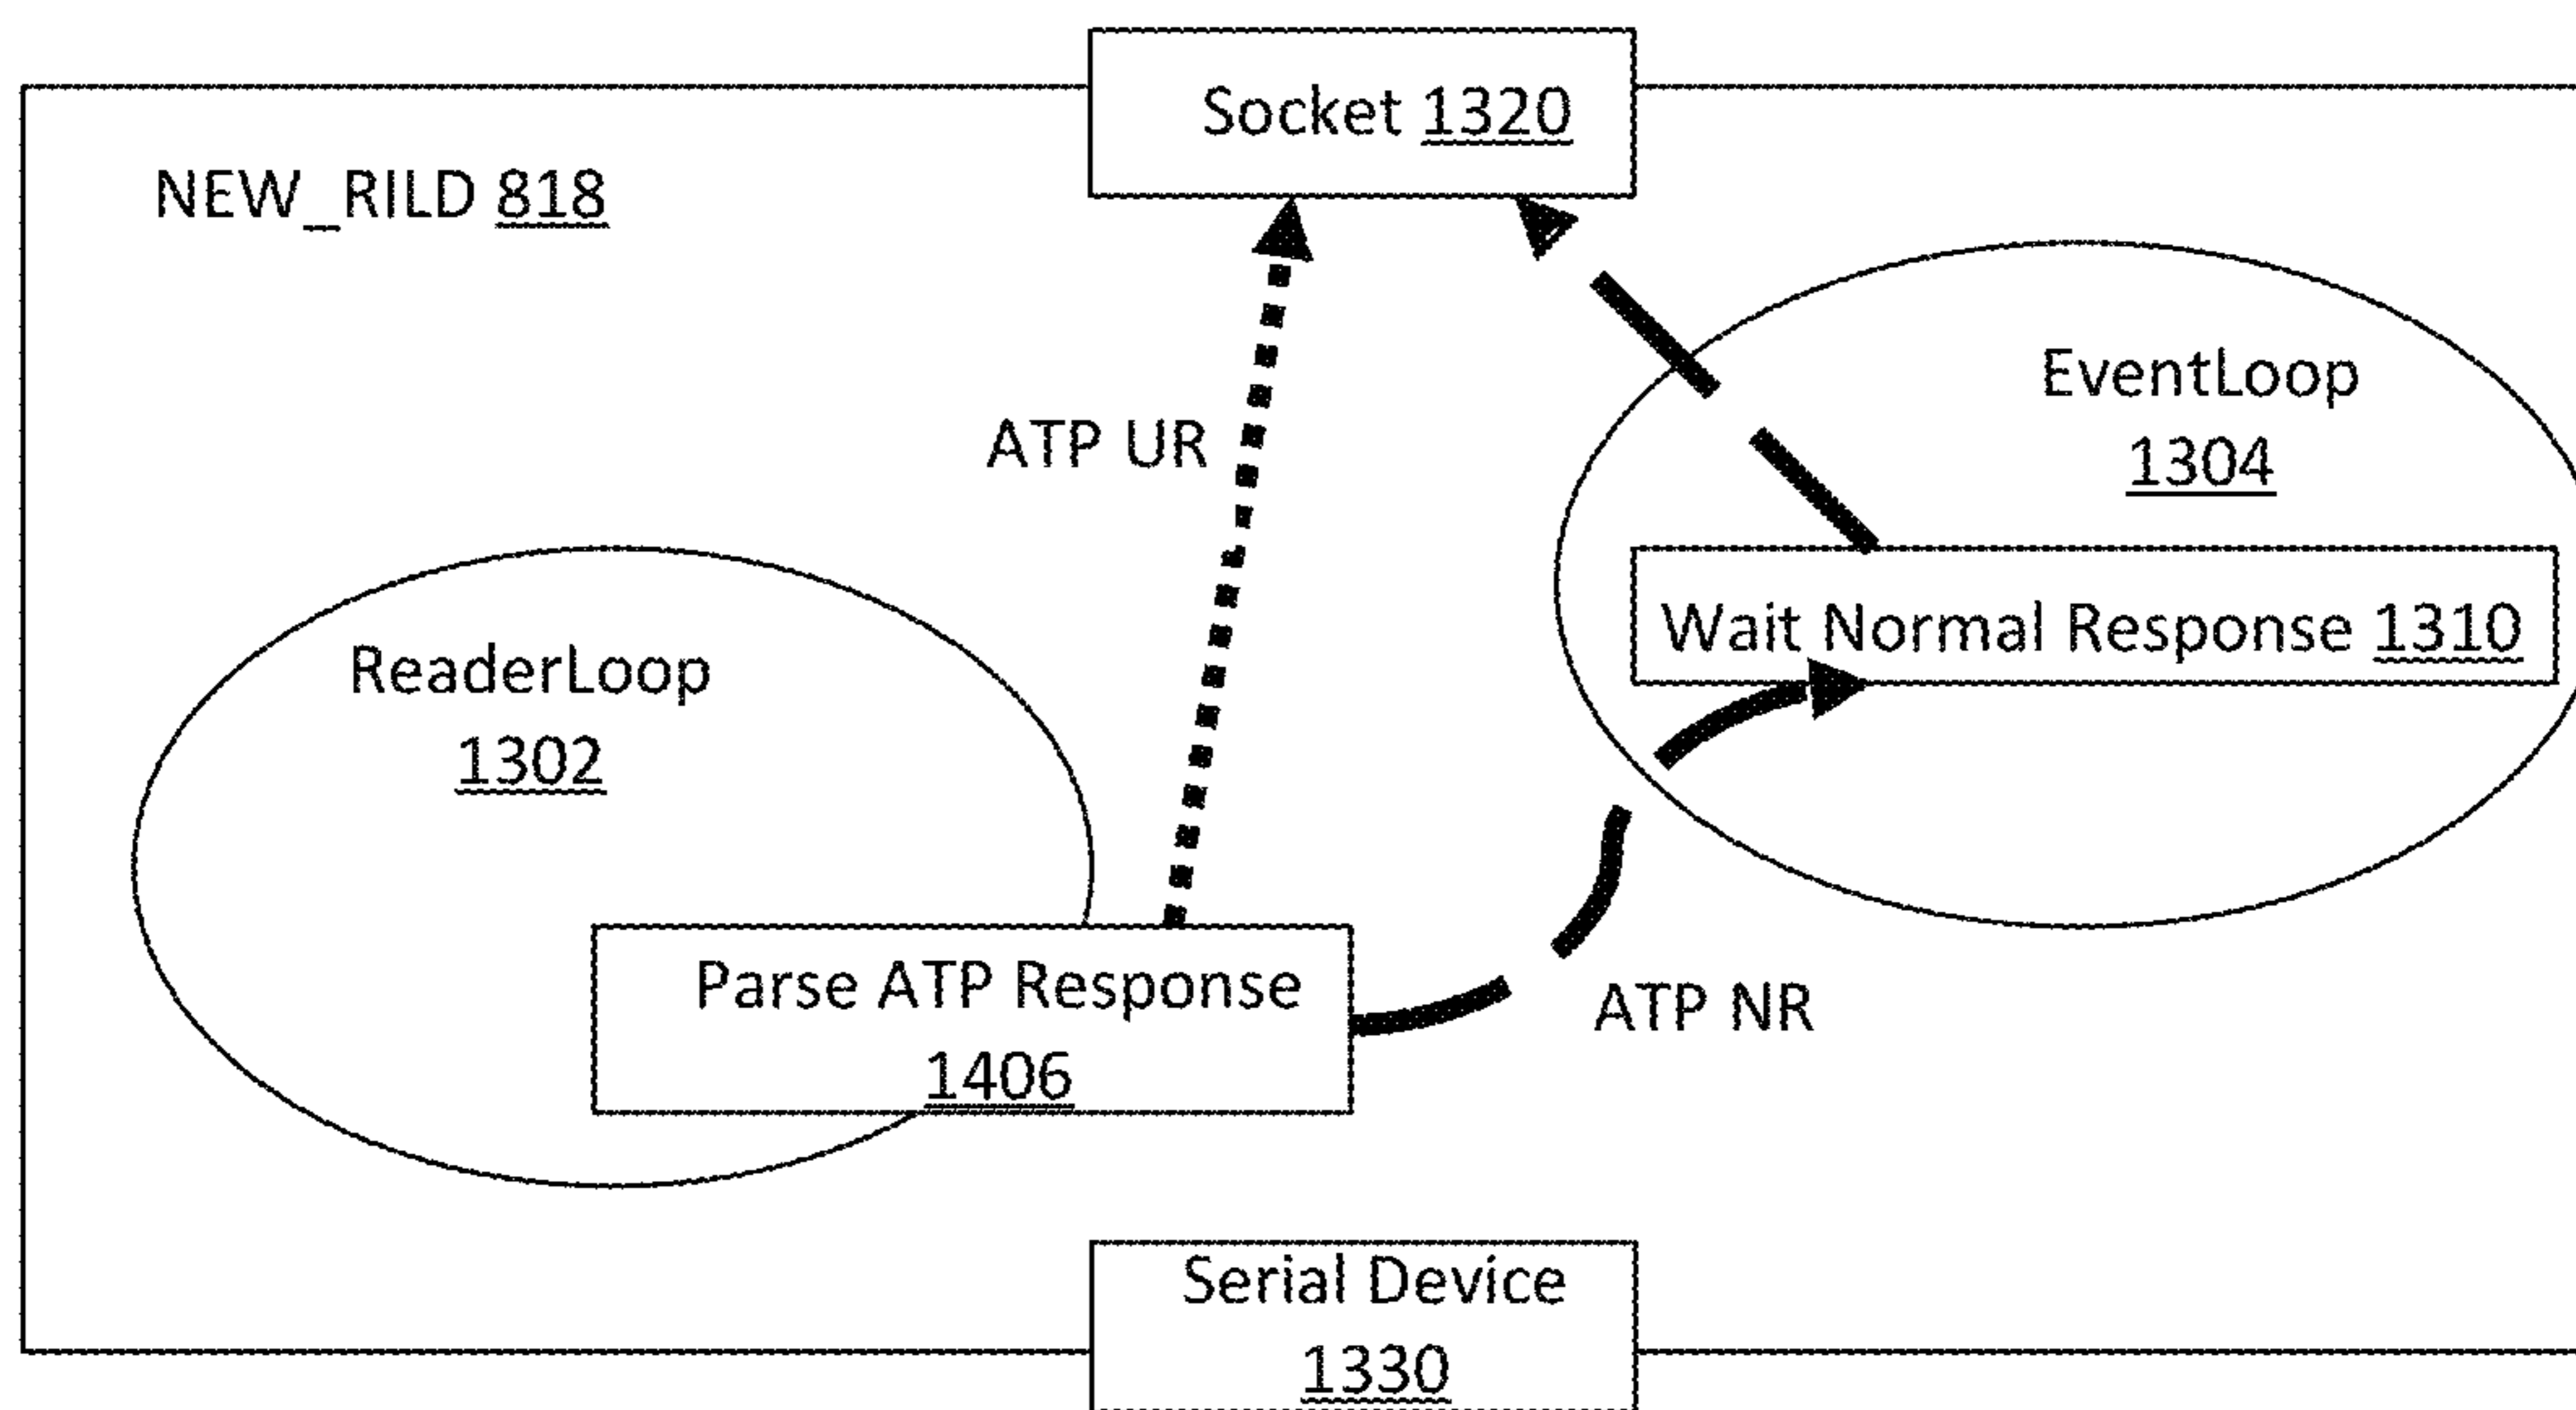 Socket 1320
NEW_RILD 818
EventLoop
1304
ATP UR
Wait Normal Response 1310
ReaderLoop
1302
Parse ATP Response
1406
ATP NR
Serial Device
1330